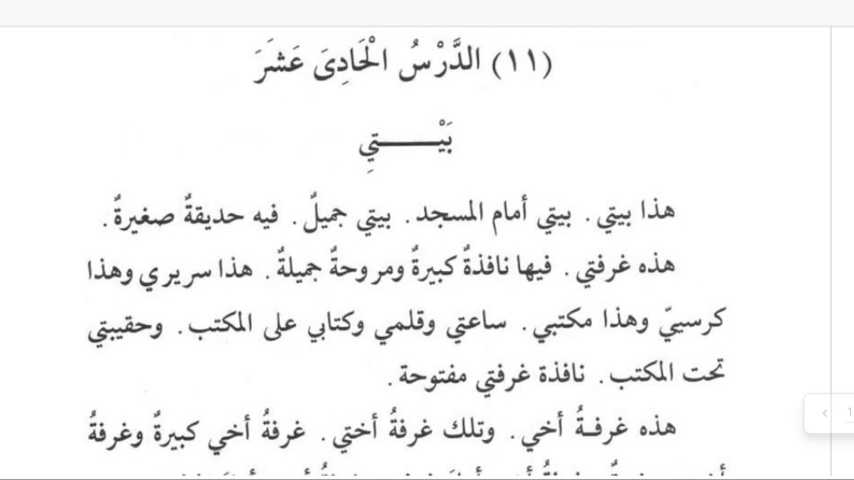 (١١) الدَّرْسُ الْحَادِىَ عَشَرَ
بَيْـــــتِي
هذا بيتي. بيتي أمام المسجد. بيتي جميلٌ. فيه حديقةٌ صغيرةٌ.
هذه غرفتي. فيها نافذةٌ كبيرةٌ ومروحةٌ جميلةٌ. هذا سريري وهذا
كرسيّ وهذا مكتبي. ساعتي وقلمي وكتابي على المكتب. وحقيبتي
تحت المكتب. نافذة غرفتي مفتوحة.
هذه غرفـةُ أخي. وتلك غرفةُ أختي. غرفةُ أخي كبيرةٌ وغرفةُ